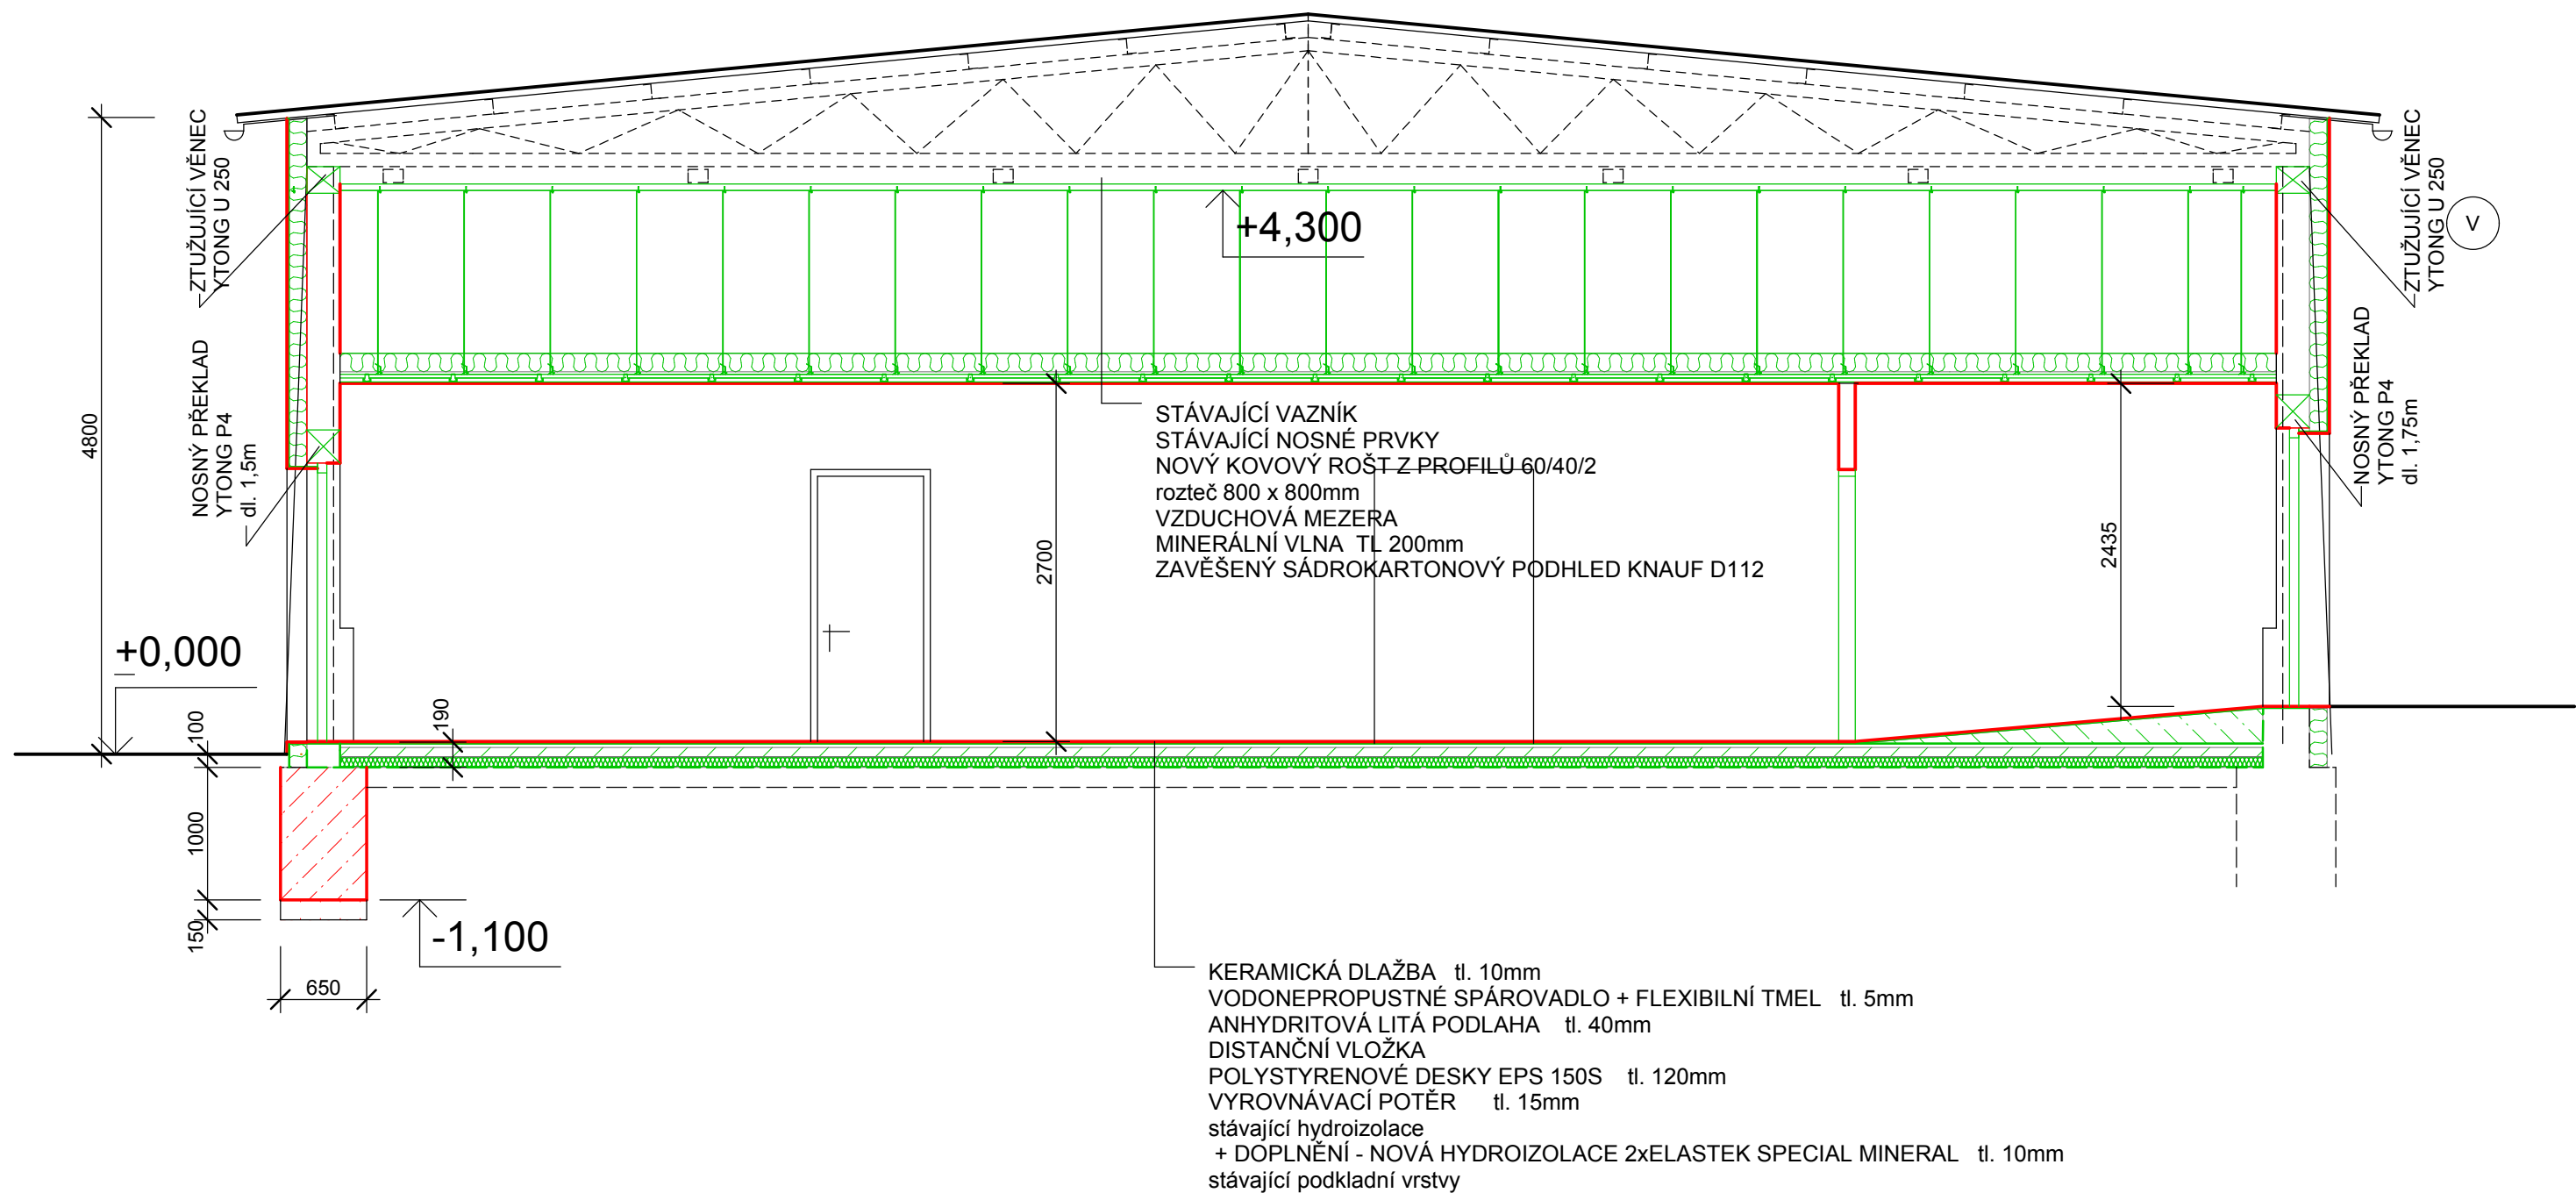 ZTUŽUJÍCÍ VĚNEC
YTONG U 250
ZTUŽUJÍCÍ VĚNEC
YTONG U 250
V
+4,300
4800
NOSNÝ PŘEKLAD
YTONG P4
dl. 1,5m
NOSNÝ PŘEKLAD
YTONG P4
dl. 1,75m
STÁVAJÍCÍ VAZNÍK
STÁVAJÍCÍ NOSNÉ PRVKY
NOVÝ KOVOVÝ ROŠT Z PROFILŮ 60/40/2
rozteč 800 x 800mm
VZDUCHOVÁ MEZERA
MINERÁLNÍ VLNA TL 200mm
ZAVĚŠENÝ SÁDROKARTONOVÝ PODHLED KNAUF D112
2700
2435
±0,000
100
190
1000
150
-1,100
650
KERAMICKÁ DLAŽBA tl. 10mm
VODONEPROPUSTNÉ SPÁROVADLO + FLEXIBILNÍ TMEL tl. 5mm
ANHYDRITOVÁ LITÁ PODLAHA tl. 40mm
DISTANČNÍ VLOŽKA
POLYSTYRENOVÉ DESKY EPS 150S tl. 120mm
VYROVNÁVACÍ POTĚR tl. 15mm
stávající hydroizolace
+ DOPLNĚNÍ - NOVÁ HYDROIZOLACE 2xELASTEK SPECIAL MINERAL tl. 10mm
stávající podkladní vrstvy